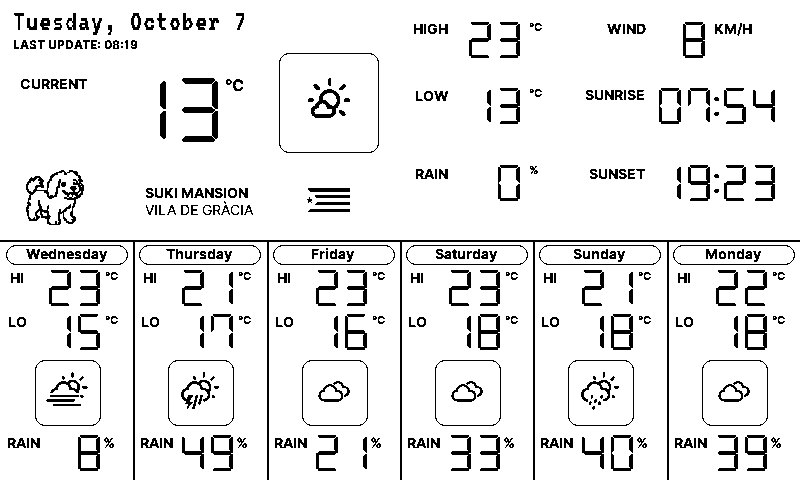 Tuesday, October 7
LAST UPDATE: 08:19
CURRENT 13 °C
SUKI MANSION
VILA DE GRÀCIA
HIGH 23 °C
LOW 13 °C
RAIN 0 %
WIND 8 KM/H
SUNRISE 07:54
SUNSET 19:23
Wednesday
HI 23 °C
LO 15 °C
RAIN 8 %
Thursday
HI 21 °C
LO 17 °C
RAIN 49 %
Friday
HI 23 °C
LO 16 °C
RAIN 21 %
Saturday
HI 23 °C
LO 18 °C
RAIN 33 %
Sunday
HI 21 °C
LO 18 °C
RAIN 40 %
Monday
HI 22 °C
LO 18 °C
RAIN 39 %